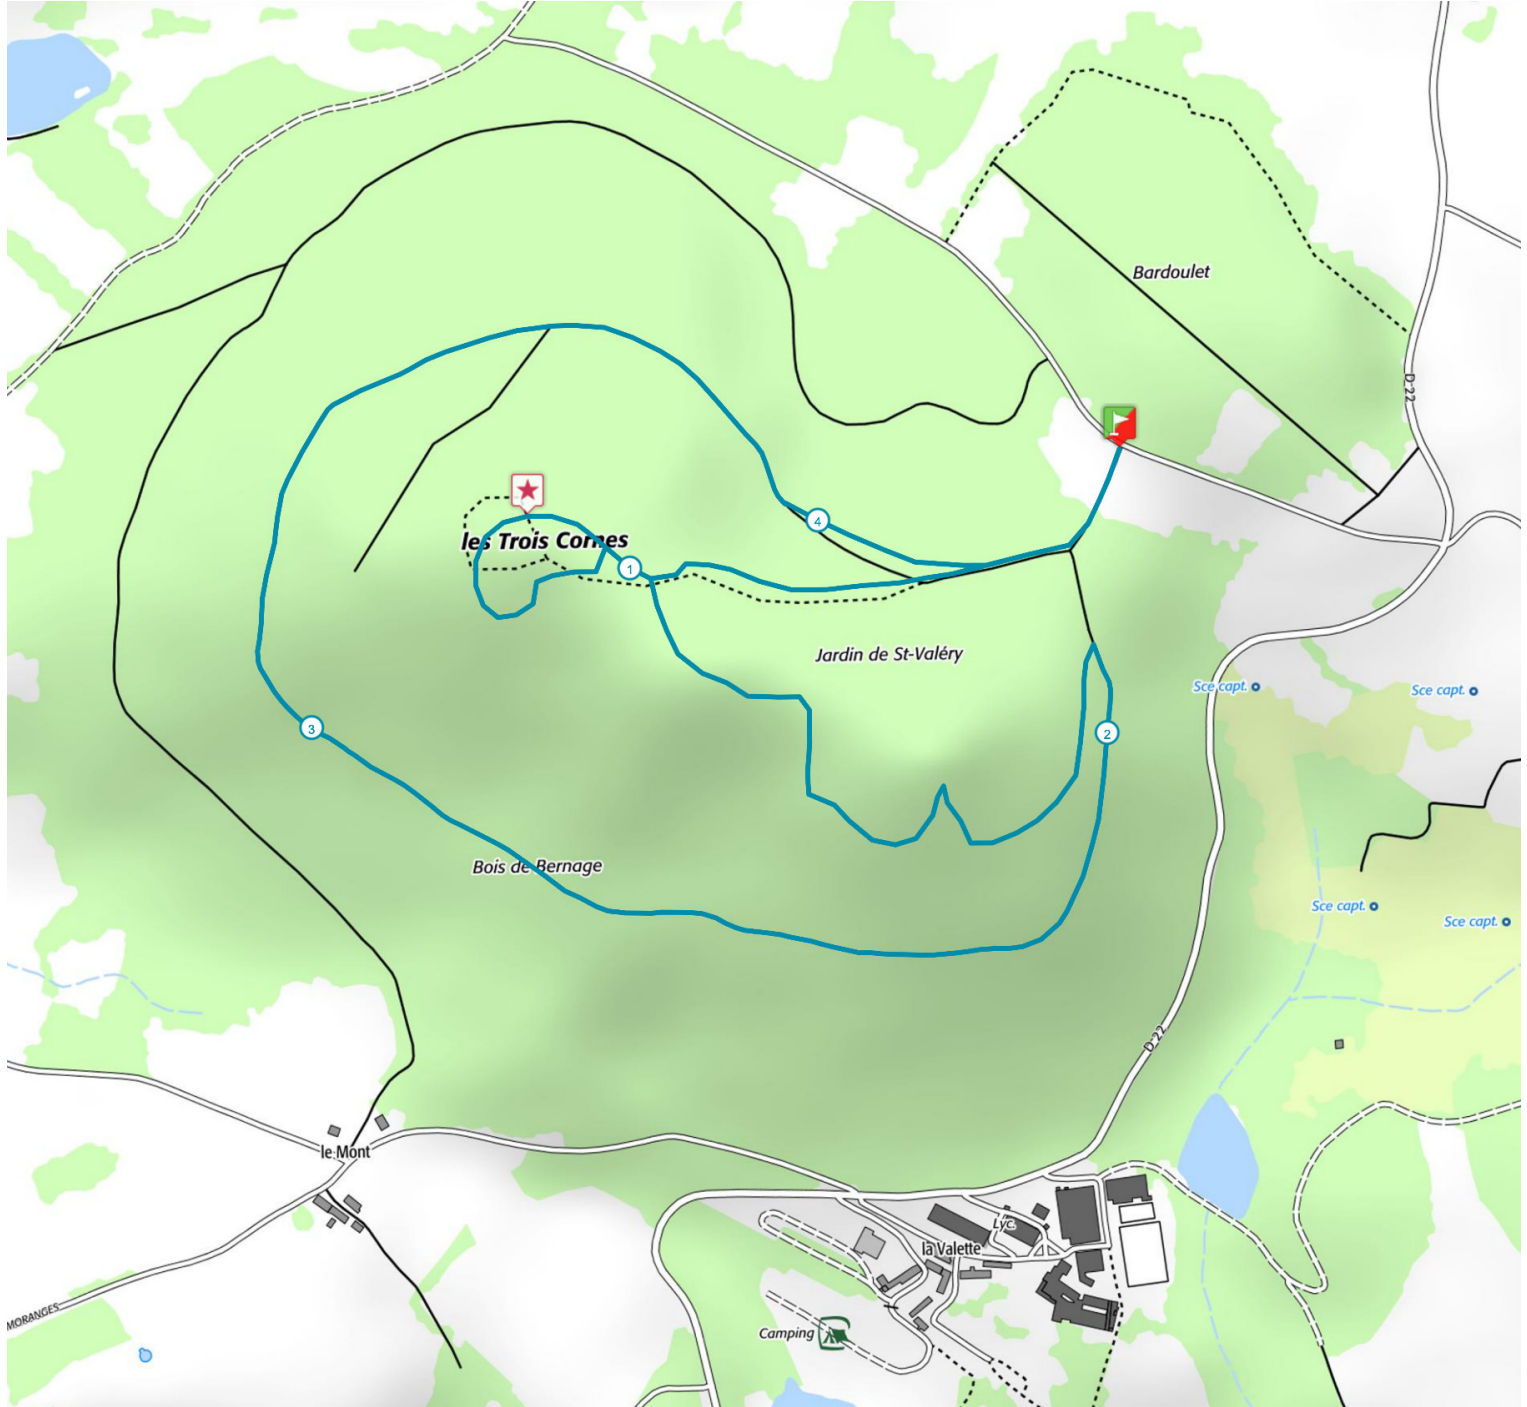 Bardoulet
D 22
les Trois Cornes
4
1
Jardin de St-Valéry
Sce capt.
Sce capt.
3
2
Bois de Bernage
Sce capt.
Sce capt.
D 22
le Mont
Lyc.
la Valette
MORANGES
Camping